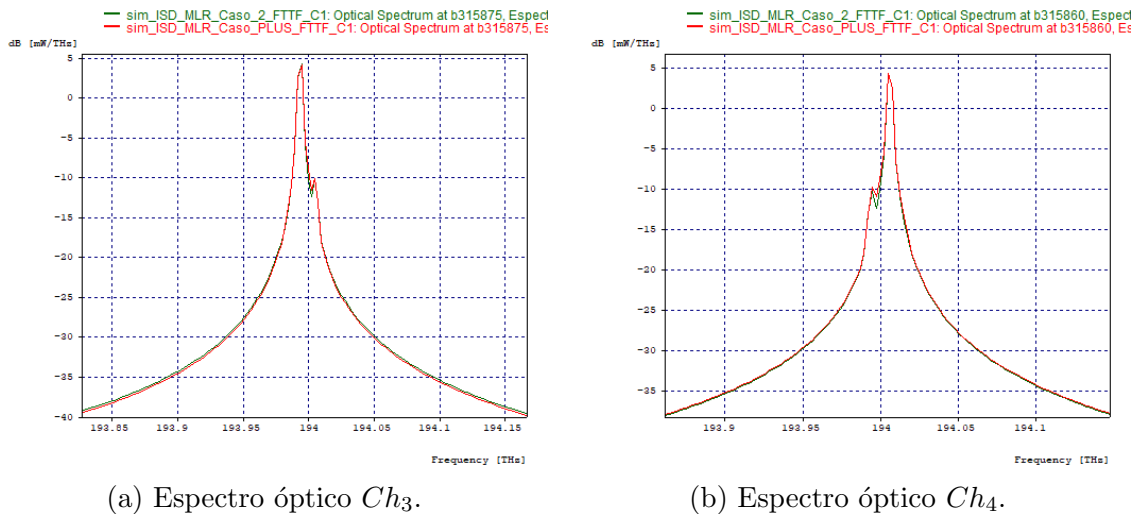 sim_ISD_MLR_Caso_2_FTTF_C1: Optical Spectrum at b315875, Espect
sim_ISD_MLR_Caso_PLUS_FTTF_C1: Optical Spectrum at b315875, Es
dB [mW/THz]
5
0
-5
-10
-15
-20
-25
-30
-35
-40
193.85 193.9 193.95 194 194.05 194.1 194.15
Frequency [THz]
(a) Espectro óptico Ch3.
sim_ISD_MLR_Caso_2_FTTF_C1: Optical Spectrum at b315860, Espect
sim_ISD_MLR_Caso_PLUS_FTTF_C1: Optical Spectrum at b315860, Es
dB [mW/THz]
5
0
-5
-10
-15
-20
-25
-30
-35
193.9 193.95 194 194.05 194.1
Frequency [THz]
(b) Espectro óptico Ch4.